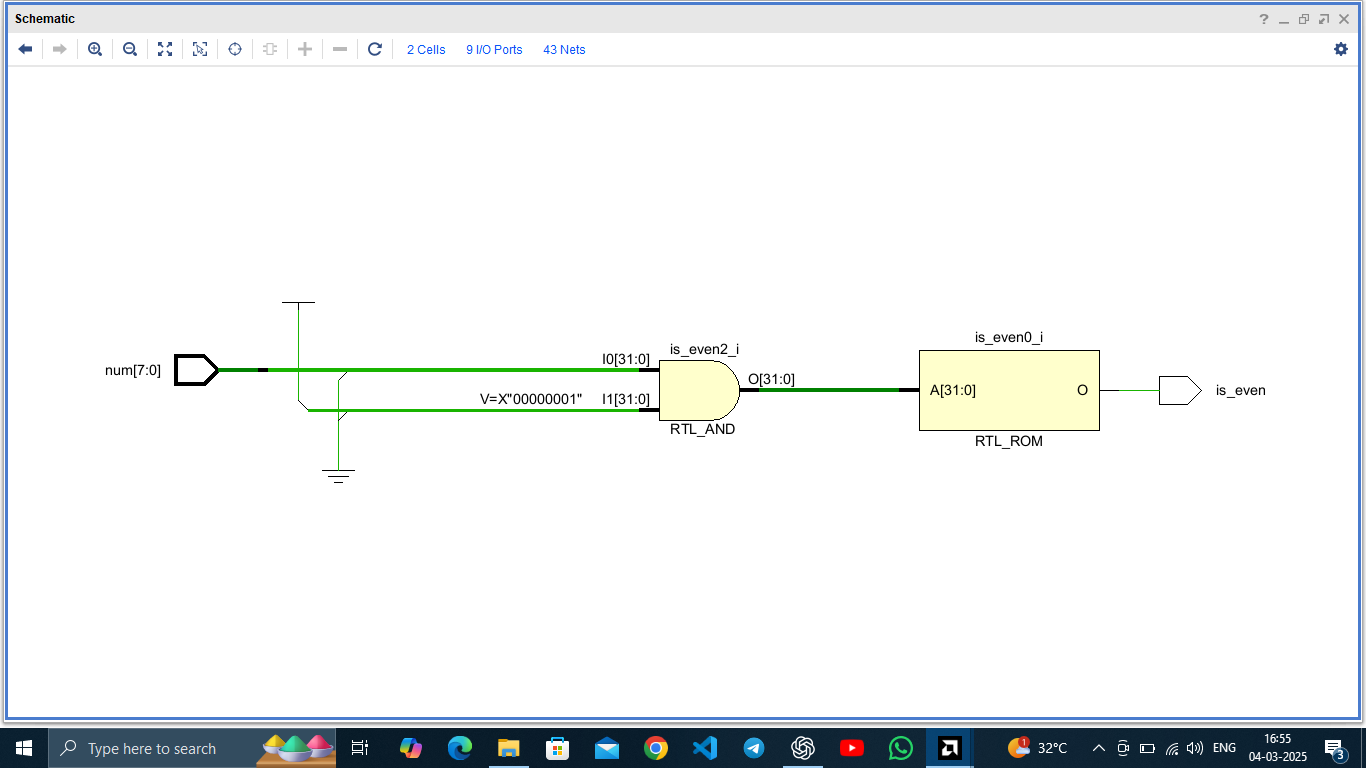 Schematic
2 Cells 9 I/O Ports 43 Nets
num[7:0]
I0[31:0]
V=X"00000001" I1[31:0]
is_even2_i
O[31:0]
RTL_AND
is_even0_i
A[31:0] O
RTL_ROM
is_even
Type here to search
1 32°C ENG 16:55
04-03-2025
3